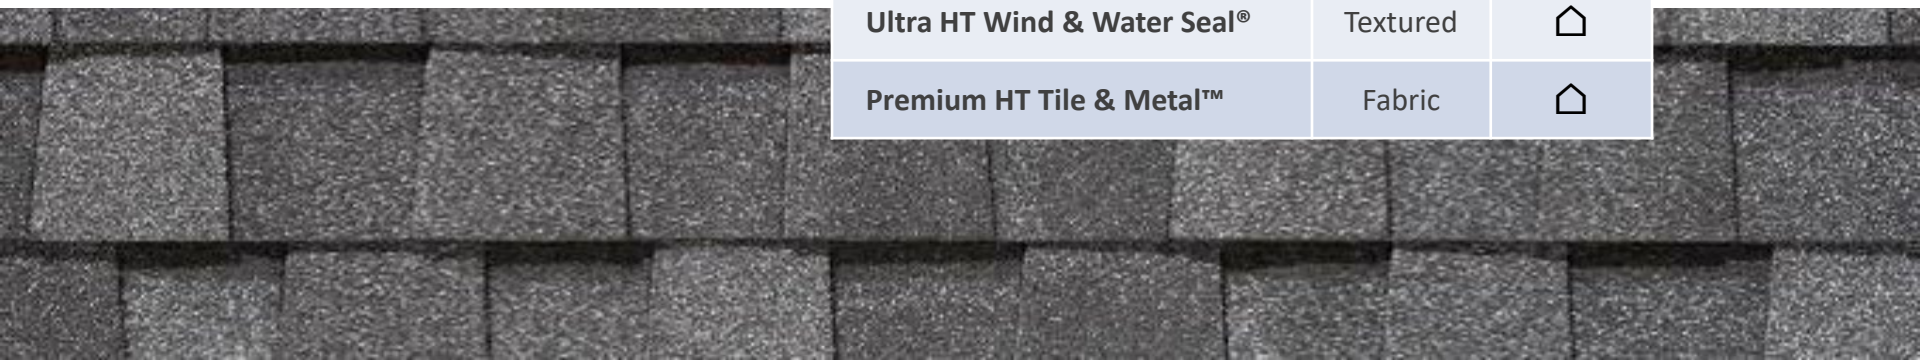 Ultra HT Wind & Water Seal® Textured
Premium HT Tile & Metal™ Fabric